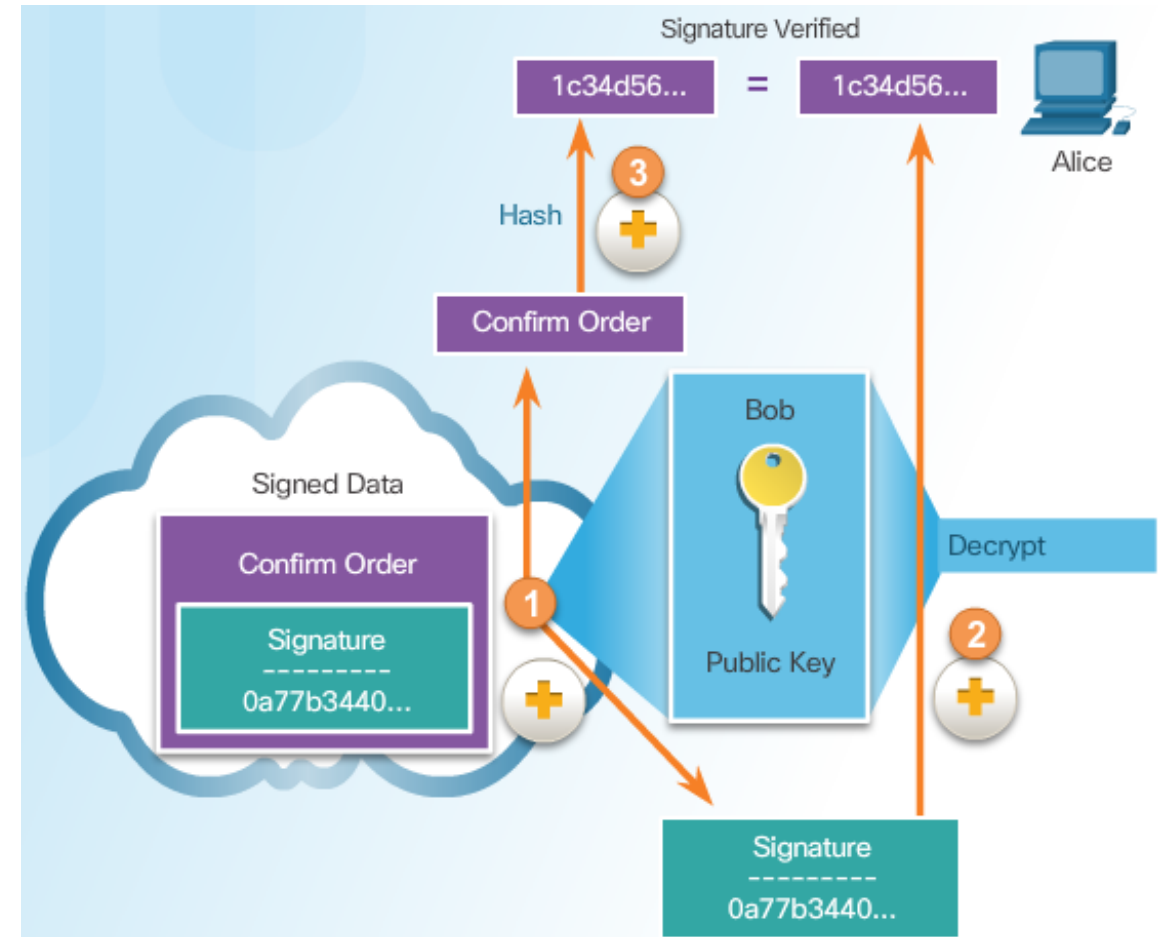 Signature Verified
1c34d56...
=
1c34d56...
Alice
3
Hash
Confirm Order
Bob
Signed Data
Confirm Order
Decrypt
1
2
Signature
---------
0a77b3440...
Public Key
Signature
---------
0a77b3440...